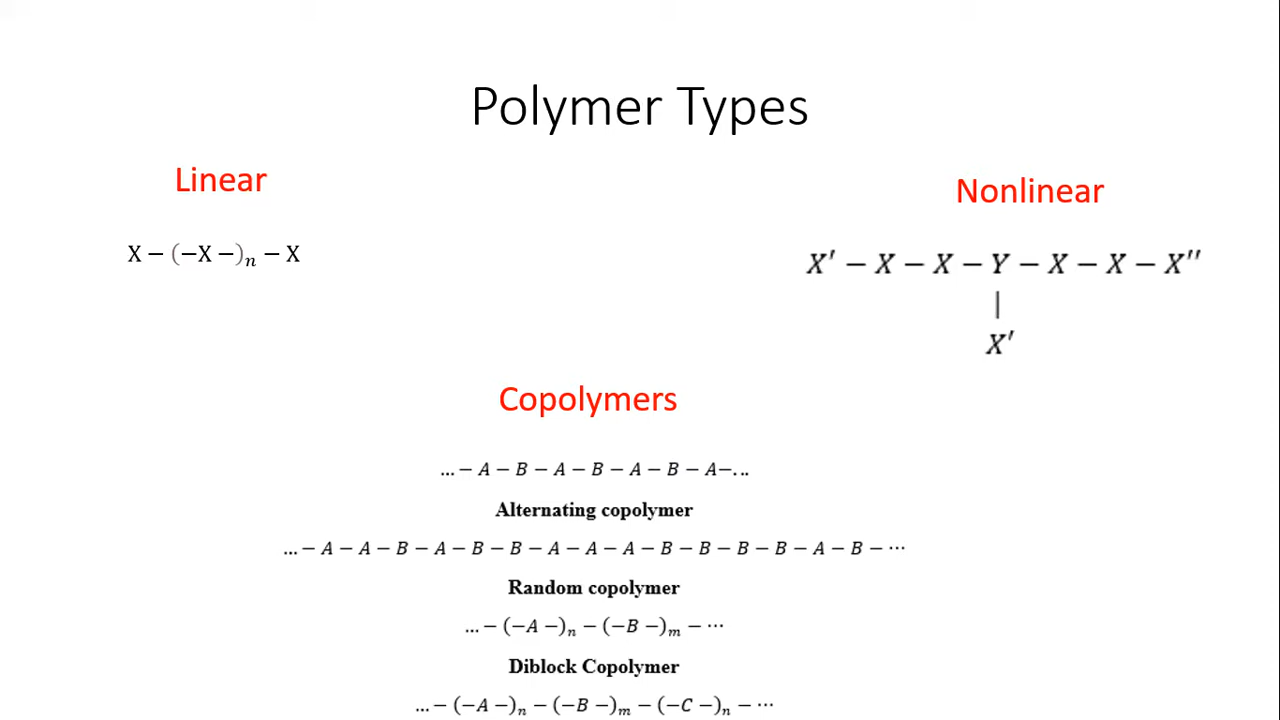 Polymer Types
Linear
Nonlinear
X − (−X −)ₙ − X
X′ − X − X − Y − X − X − X′′
|
X′
Copolymers
... − A − B − A − B − A − B − A−. ..
Alternating copolymer
... − A − A − B − A − B − B − A − A − A − B − B − B − B − A − B − ⋯
Random copolymer
... − (−A −)ₙ − (−B −)ₘ − ⋯
Diblock Copolymer
... − (−A −)ₙ − (−B −)ₘ − (−C −)ₙ − ⋯